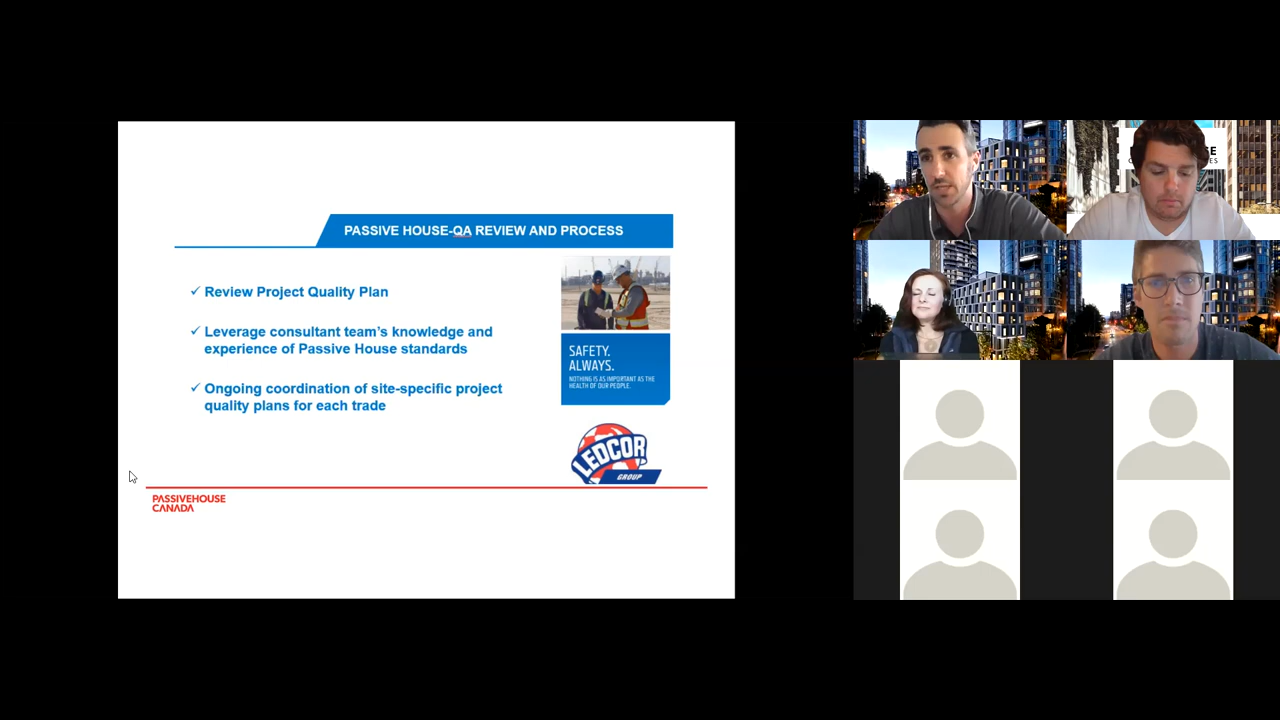 PASSIVE HOUSE-QA REVIEW AND PROCESS
Review Project Quality Plan
Leverage consultant team's knowledge and
experience of Passive House standards
Ongoing coordination of site-specific project
quality plans for each trade
SAFETY.
ALWAYS.
NOTHING IS AS IMPORTANT AS THE
HEALTH OF OUR PEOPLE.
LEDCOR
GROUP
PASSIVEHOUSE
CANADA